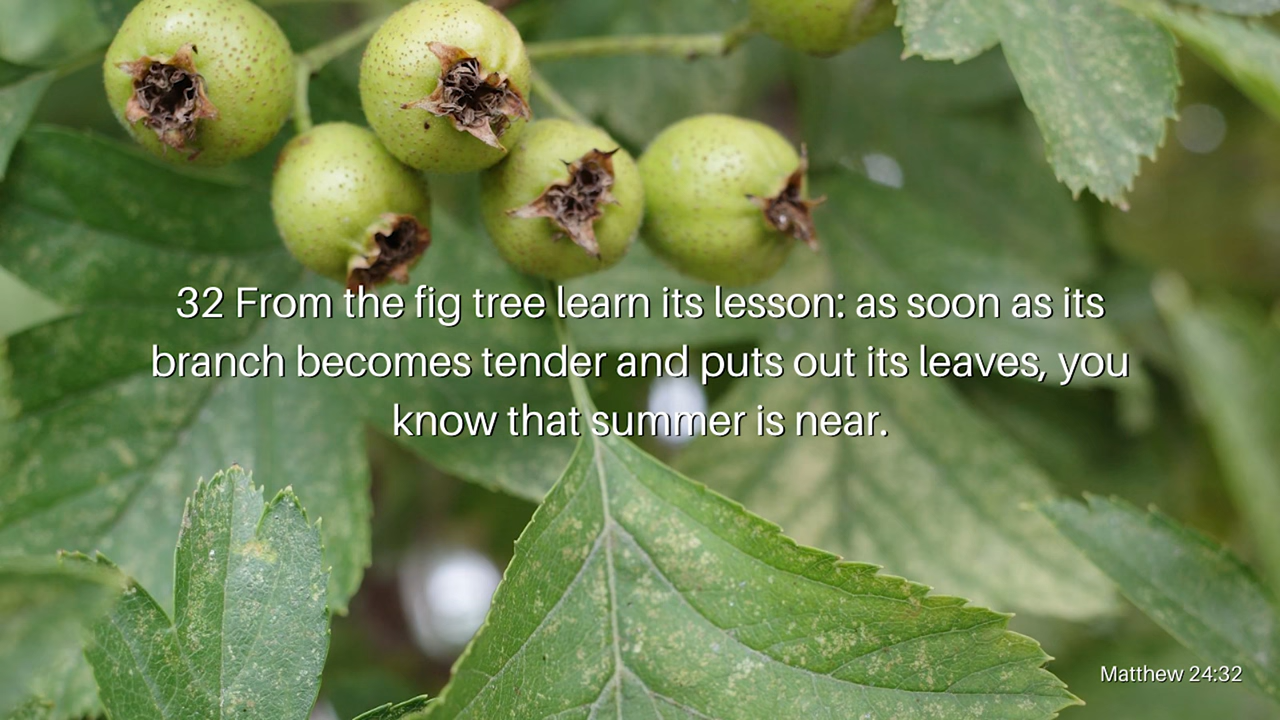 32 From the fig tree learn its lesson: as soon as its
branch becomes tender and puts out its leaves, you
know that summer is near.
Matthew 24:32